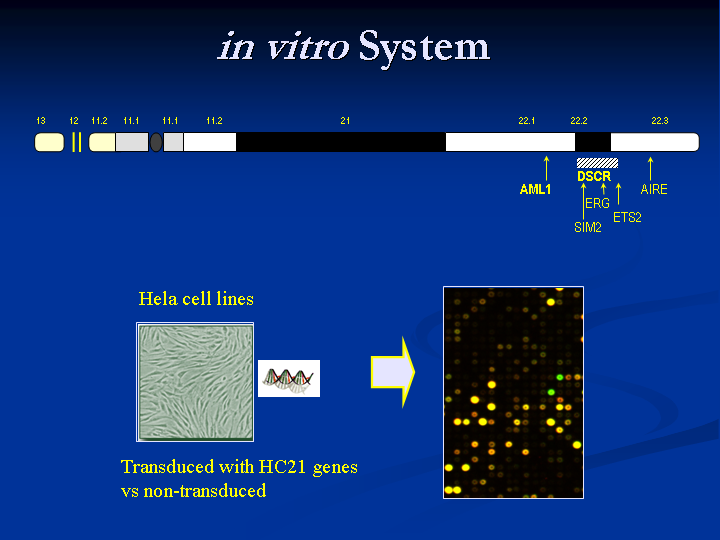 in vitro System
13 12 11.2 11.1 11.1 11.2 21 22.1 22.2 22.3
DSCR
AML1 AIRE
ERG
ETS2
SIM2
Hela cell lines
Transduced with HC21 genes
vs non-transduced